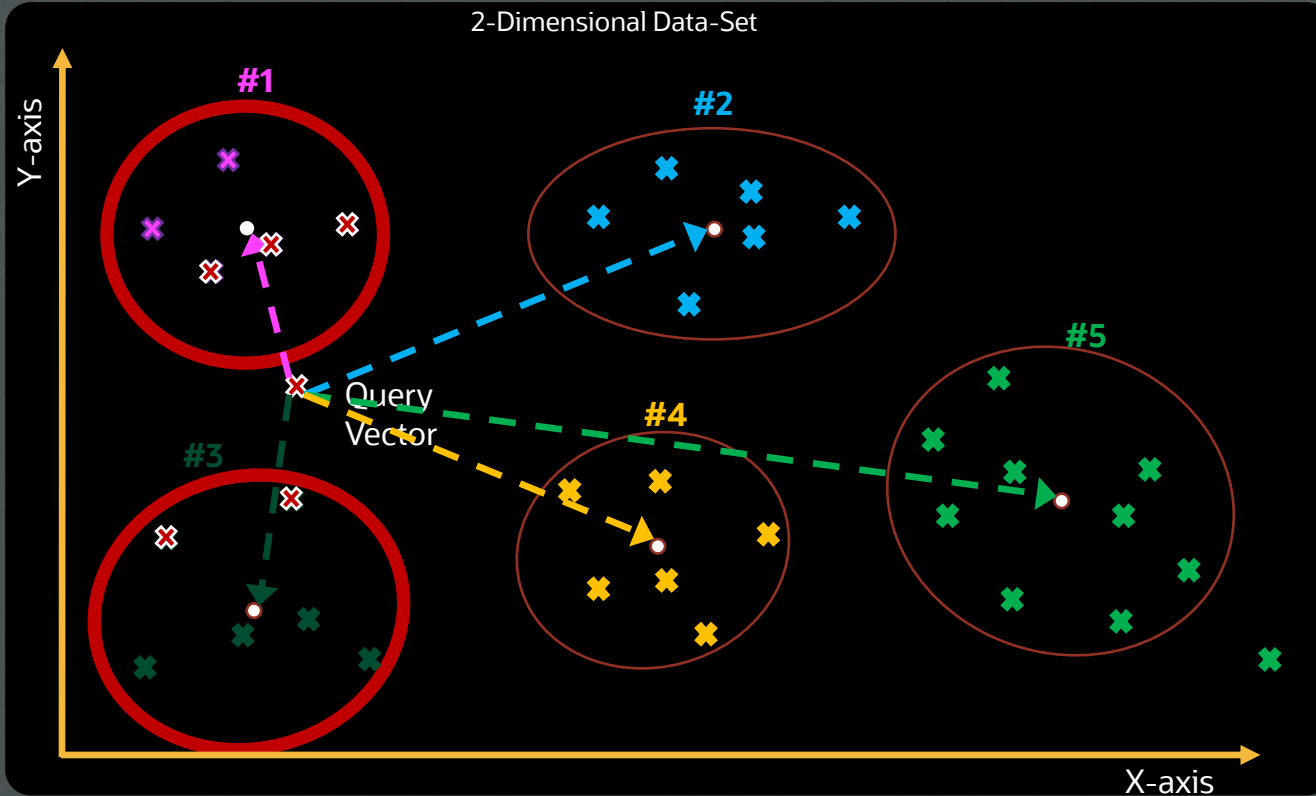 2-Dimensional Data-Set
Y-axis
#1
#2
#5
Query
Vector
#4
#3
X-axis